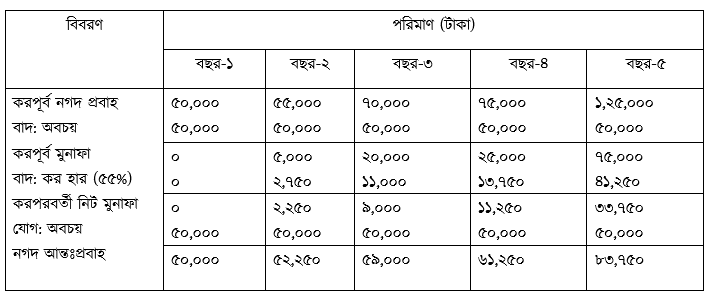 বিবরণ পরিমাণ (টাকা)
বছর-১ বছর-২ বছর-৩ বছর-৪ বছর-৫
করপূর্ব নগদ প্রবাহ ৫০,০০০ ৫৫,০০০ ৭০,০০০ ৭৫,০০০ ১,২৫,০০০
বাদ: অবচয় ৫০,০০০ ৫০,০০০ ৫০,০০০ ৫০,০০০ ৫০,০০০
করপূর্ব মুনাফা ০ ৫,০০০ ২০,০০০ ২৫,০০০ ৭৫,০০০
বাদ: কর হার (৫৫%) ০ ২,৭৫০ ১১,০০০ ১৩,৭৫০ ৪১,২৫০
করপরবর্তী নিট মুনাফা ০ ২,২৫০ ৯,০০০ ১১,২৫০ ৩৩,৭৫০
যোগ: অবচয় ৫০,০০০ ৫০,০০০ ৫০,০০০ ৫০,০০০ ৫০,০০০
নগদ আন্তঃপ্রবাহ ৫০,০০০ ৫২,২৫০ ৫৯,০০০ ৬১,২৫০ ৮৩,৭৫০